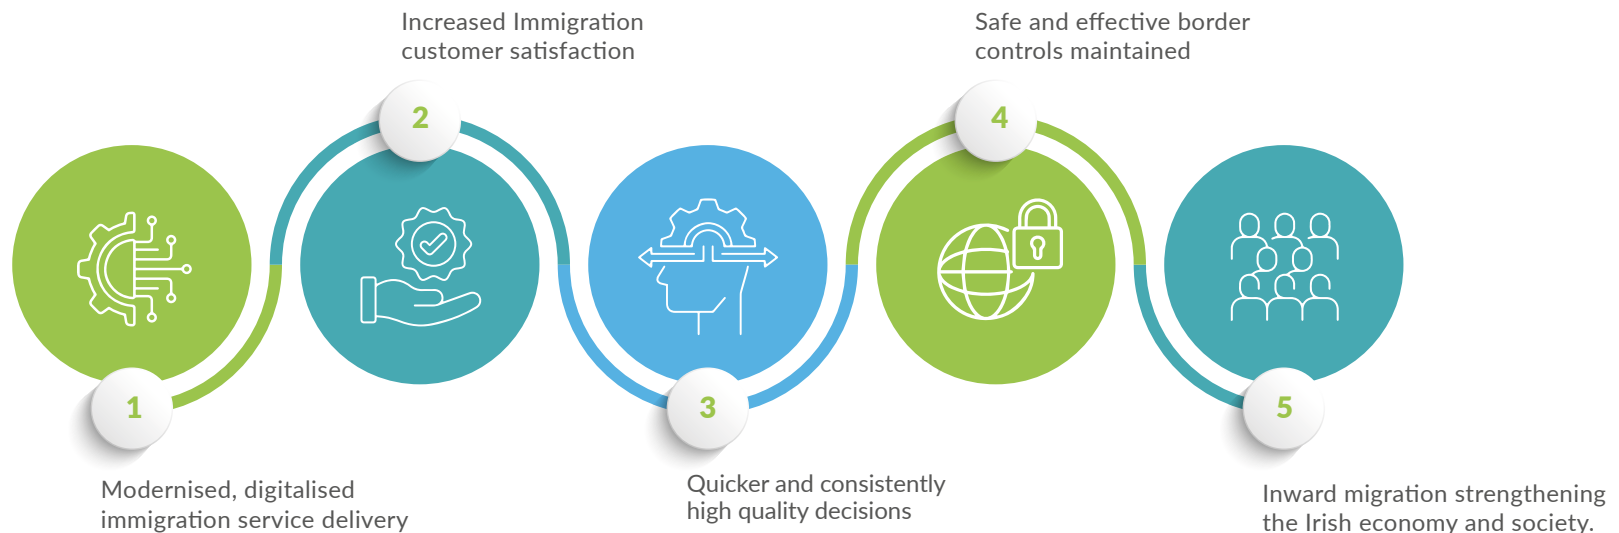 1
Modernised, digitalised
immigration service delivery
2
Increased Immigration
customer satisfaction
3
Quicker and consistently
high quality decisions
4
Safe and effective border
controls maintained
5
Inward migration strengthening
the Irish economy and society.